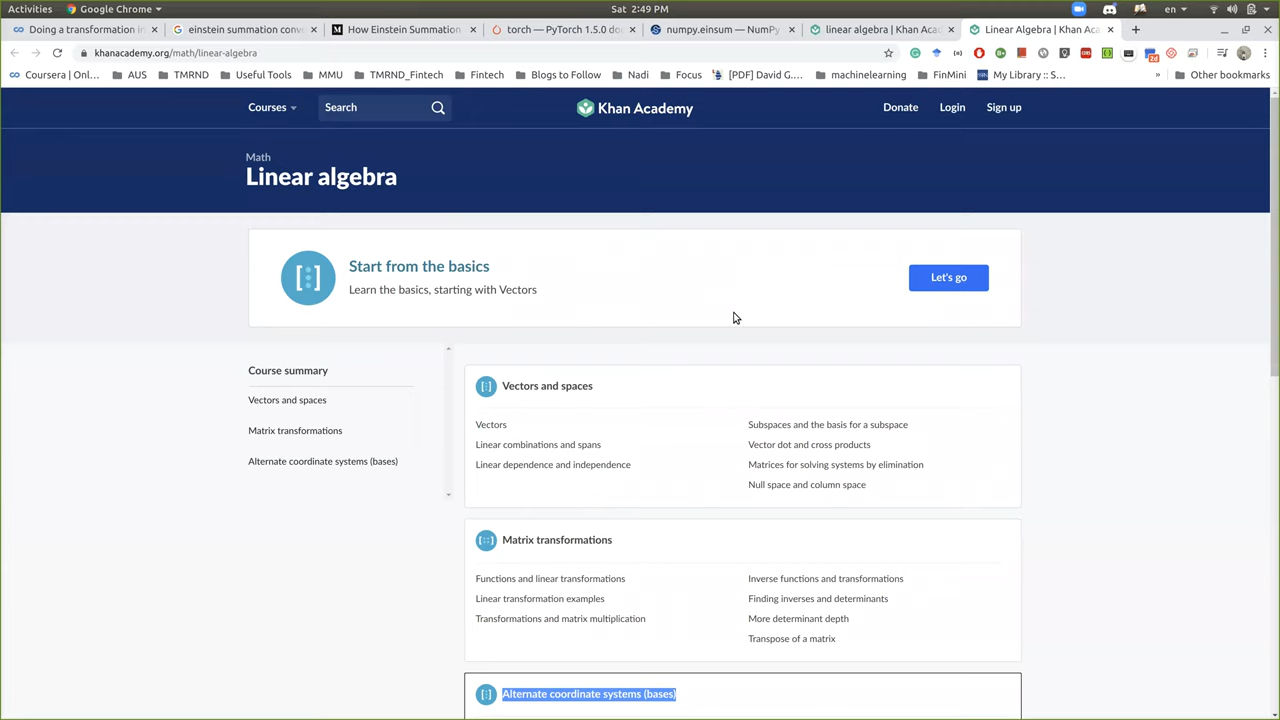 Activities Google Chrome Sat 2:49 PM en
Doing a transformation i einstein summation conve How Einstein Summation torch — PyTorch 1.5.0 do numpy.einsum — NumPy linear algebra | Khan Ac Linear Algebra | Khan Ac
khanacademy.org/math/linear-algebra
Coursera | Onl... AUS TMRND Useful Tools MMU TMRND_Fintech Fintech Blogs to Follow Nadi Focus [PDF] David G.... machinelearning FinMini My Library :: S... » Other bookmarks
Courses Search Khan Academy Donate Login Sign up
Math
Linear algebra
Start from the basics
Learn the basics, starting with Vectors
Let's go
Course summary
Vectors and spaces
Matrix transformations
Alternate coordinate systems (bases)
Vectors and spaces
Vectors
Linear combinations and spans
Linear dependence and independence
Subspaces and the basis for a subspace
Vector dot and cross products
Matrices for solving systems by elimination
Null space and column space
Matrix transformations
Functions and linear transformations
Linear transformation examples
Transformations and matrix multiplication
Inverse functions and transformations
Finding inverses and determinants
More determinant depth
Transpose of a matrix
Alternate coordinate systems (bases)